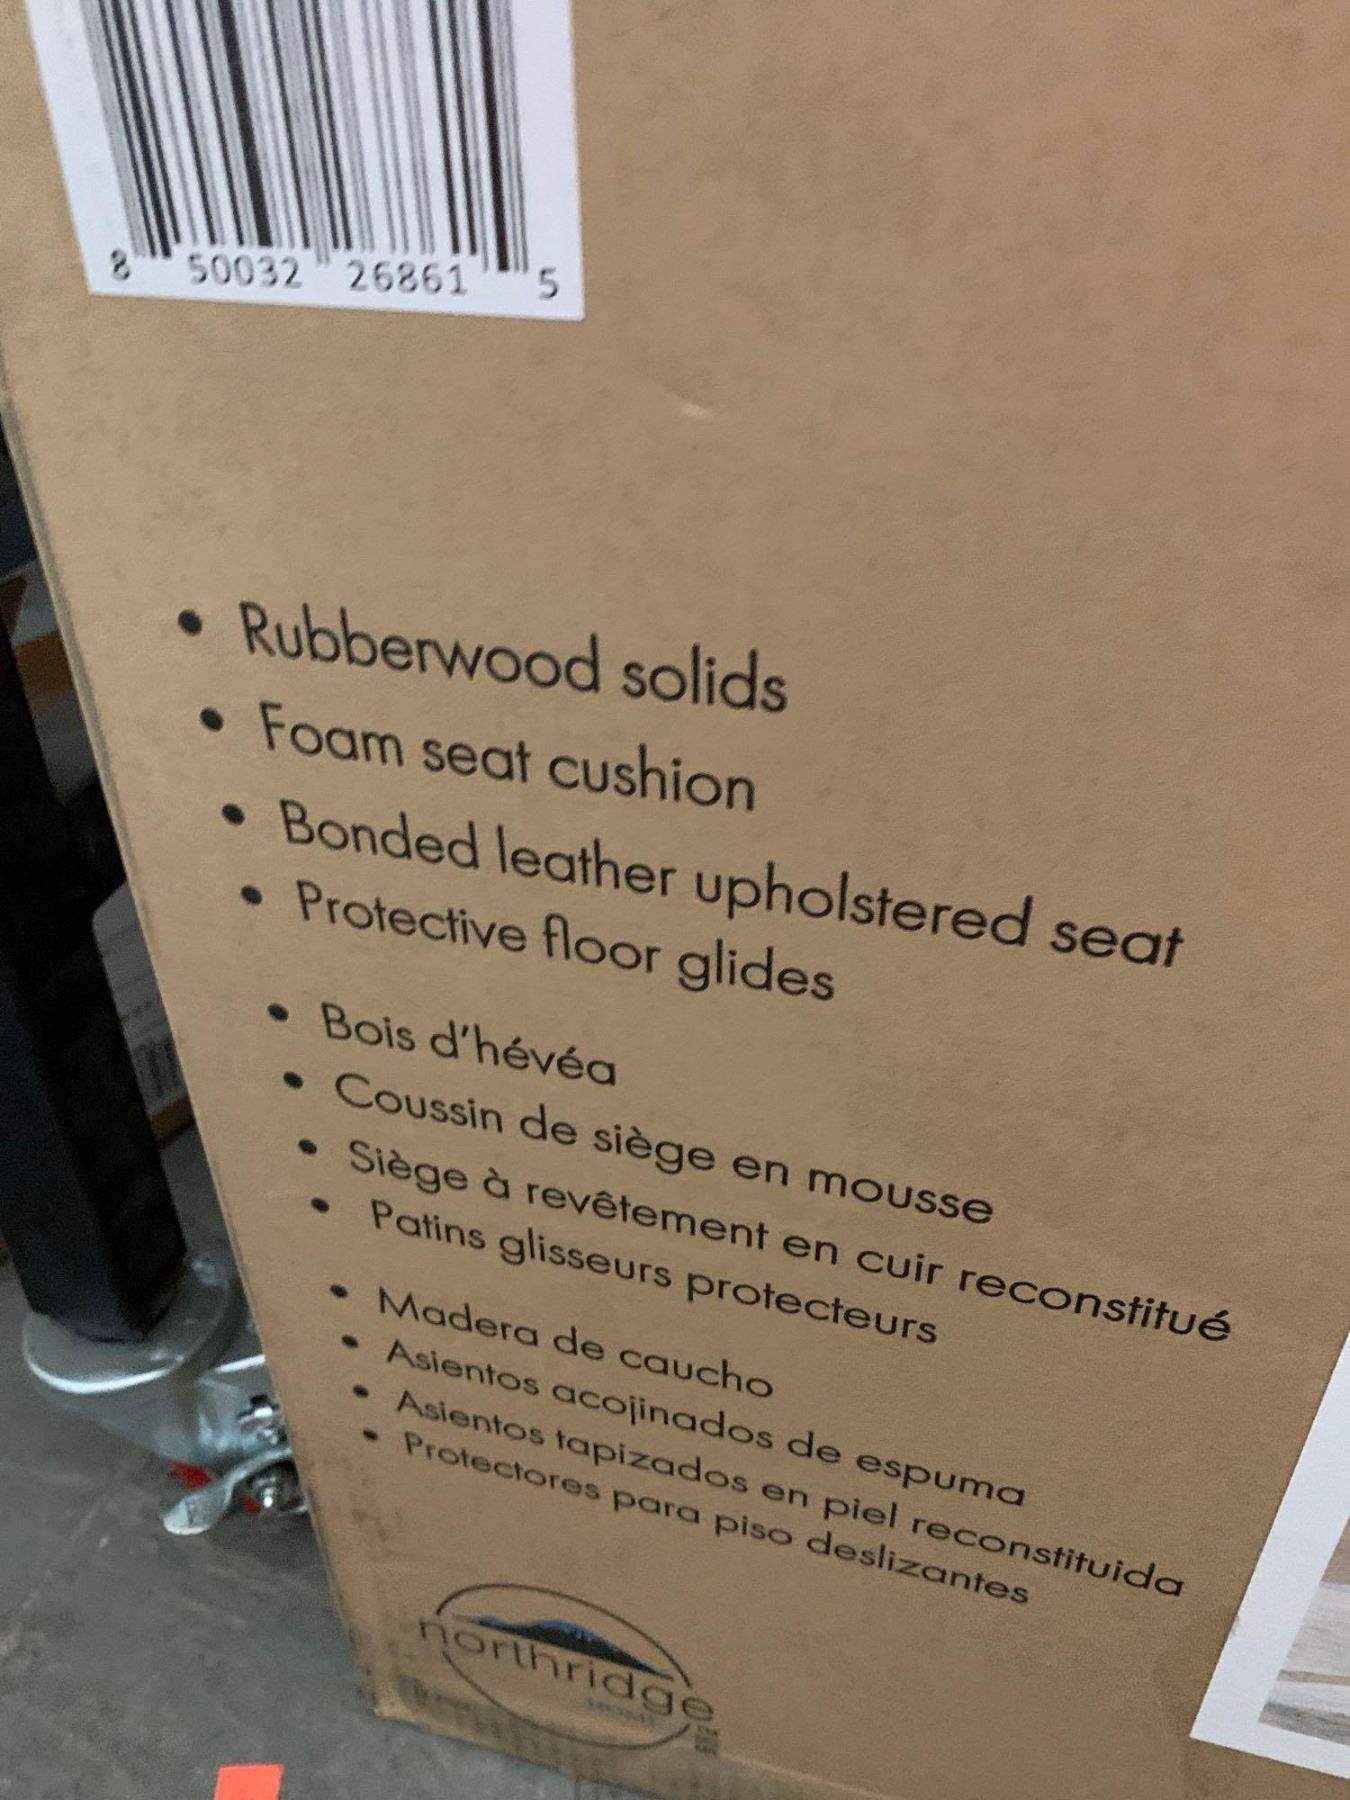 8 50032 26861 5
• Rubberwood solids
• Foam seat cushion
• Bonded leather upholstered seat
• Protective floor glides
• Bois d'hévéa
• Coussin de siège en mousse
• Siège à revêtement en cuir reconstitué
• Patins glisseurs protecteurs
• Madera de caucho
• Asientos acojinados de espuma
• Asientos tapizados en piel reconstituida
• Protectores para piso deslizantes
northridge
HOME